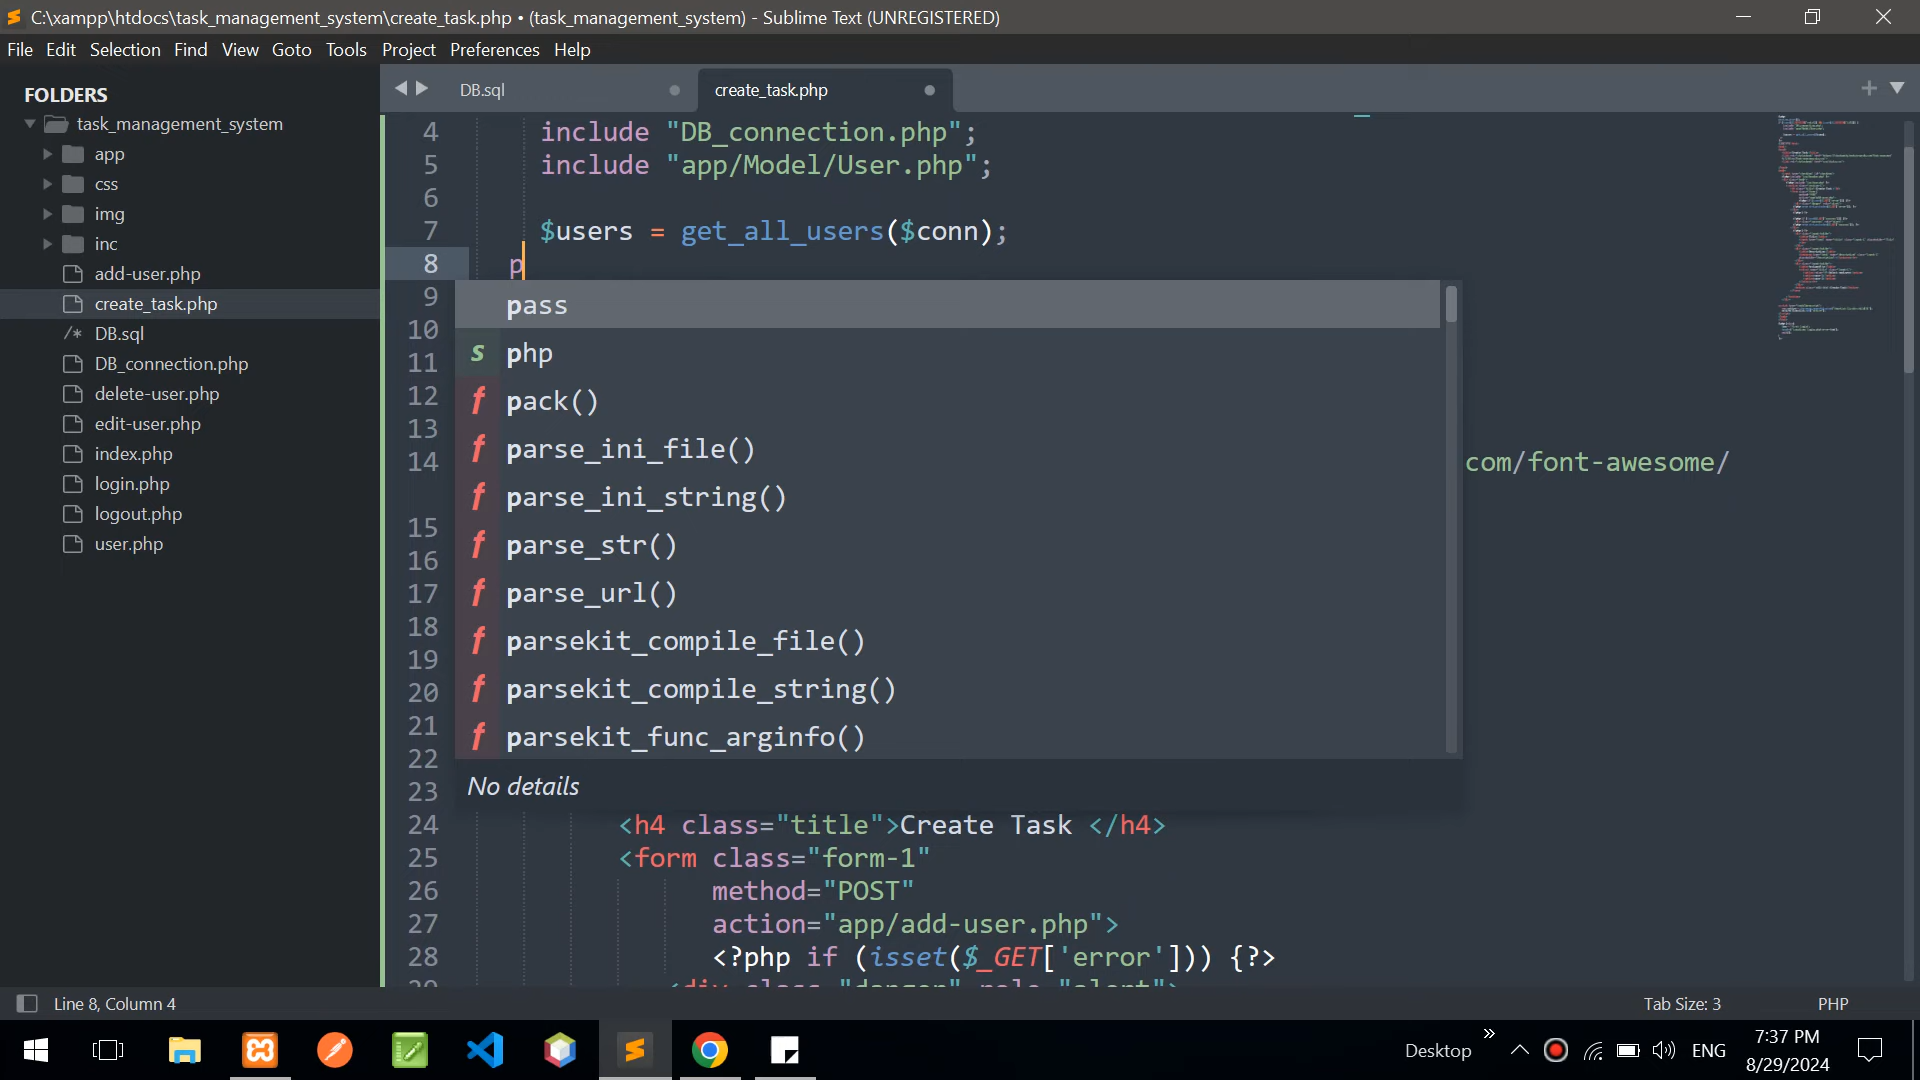 C:\xampp\htdocs\task_management_system\create_task.php • (task_management_system) - Sublime Text (UNREGISTERED)
File Edit Selection Find View Goto Tools Project Preferences Help
FOLDERS
task_management_system
app
css
img
inc
add-user.php
create_task.php
/* DB.sql
DB_connection.php
delete-user.php
edit-user.php
index.php
login.php
logout.php
user.php
DB.sql
create_task.php
4 include "DB_connection.php";
5 include "app/Model/User.php";
6
7 $users = get_all_users($conn);
8 p
9
10
11
12
13
14 com/font-awesome/
15
16
17
18
19
20
21
22
23
pass
s php
f pack()
f parse_ini_file()
f parse_ini_string()
f parse_str()
f parse_url()
f parsekit_compile_file()
f parsekit_compile_string()
f parsekit_func_arginfo()
No details
24 <h4 class="title">Create Task </h4>
25 <form class="form-1"
26 method="POST"
27 action="app/add-user.php">
28 <?php if (isset($_GET['error'])) {?>
29 <div class="danger" role="alert">
Line 8, Column 4
Tab Size: 3
PHP
Desktop
ENG
7:37 PM
8/29/2024